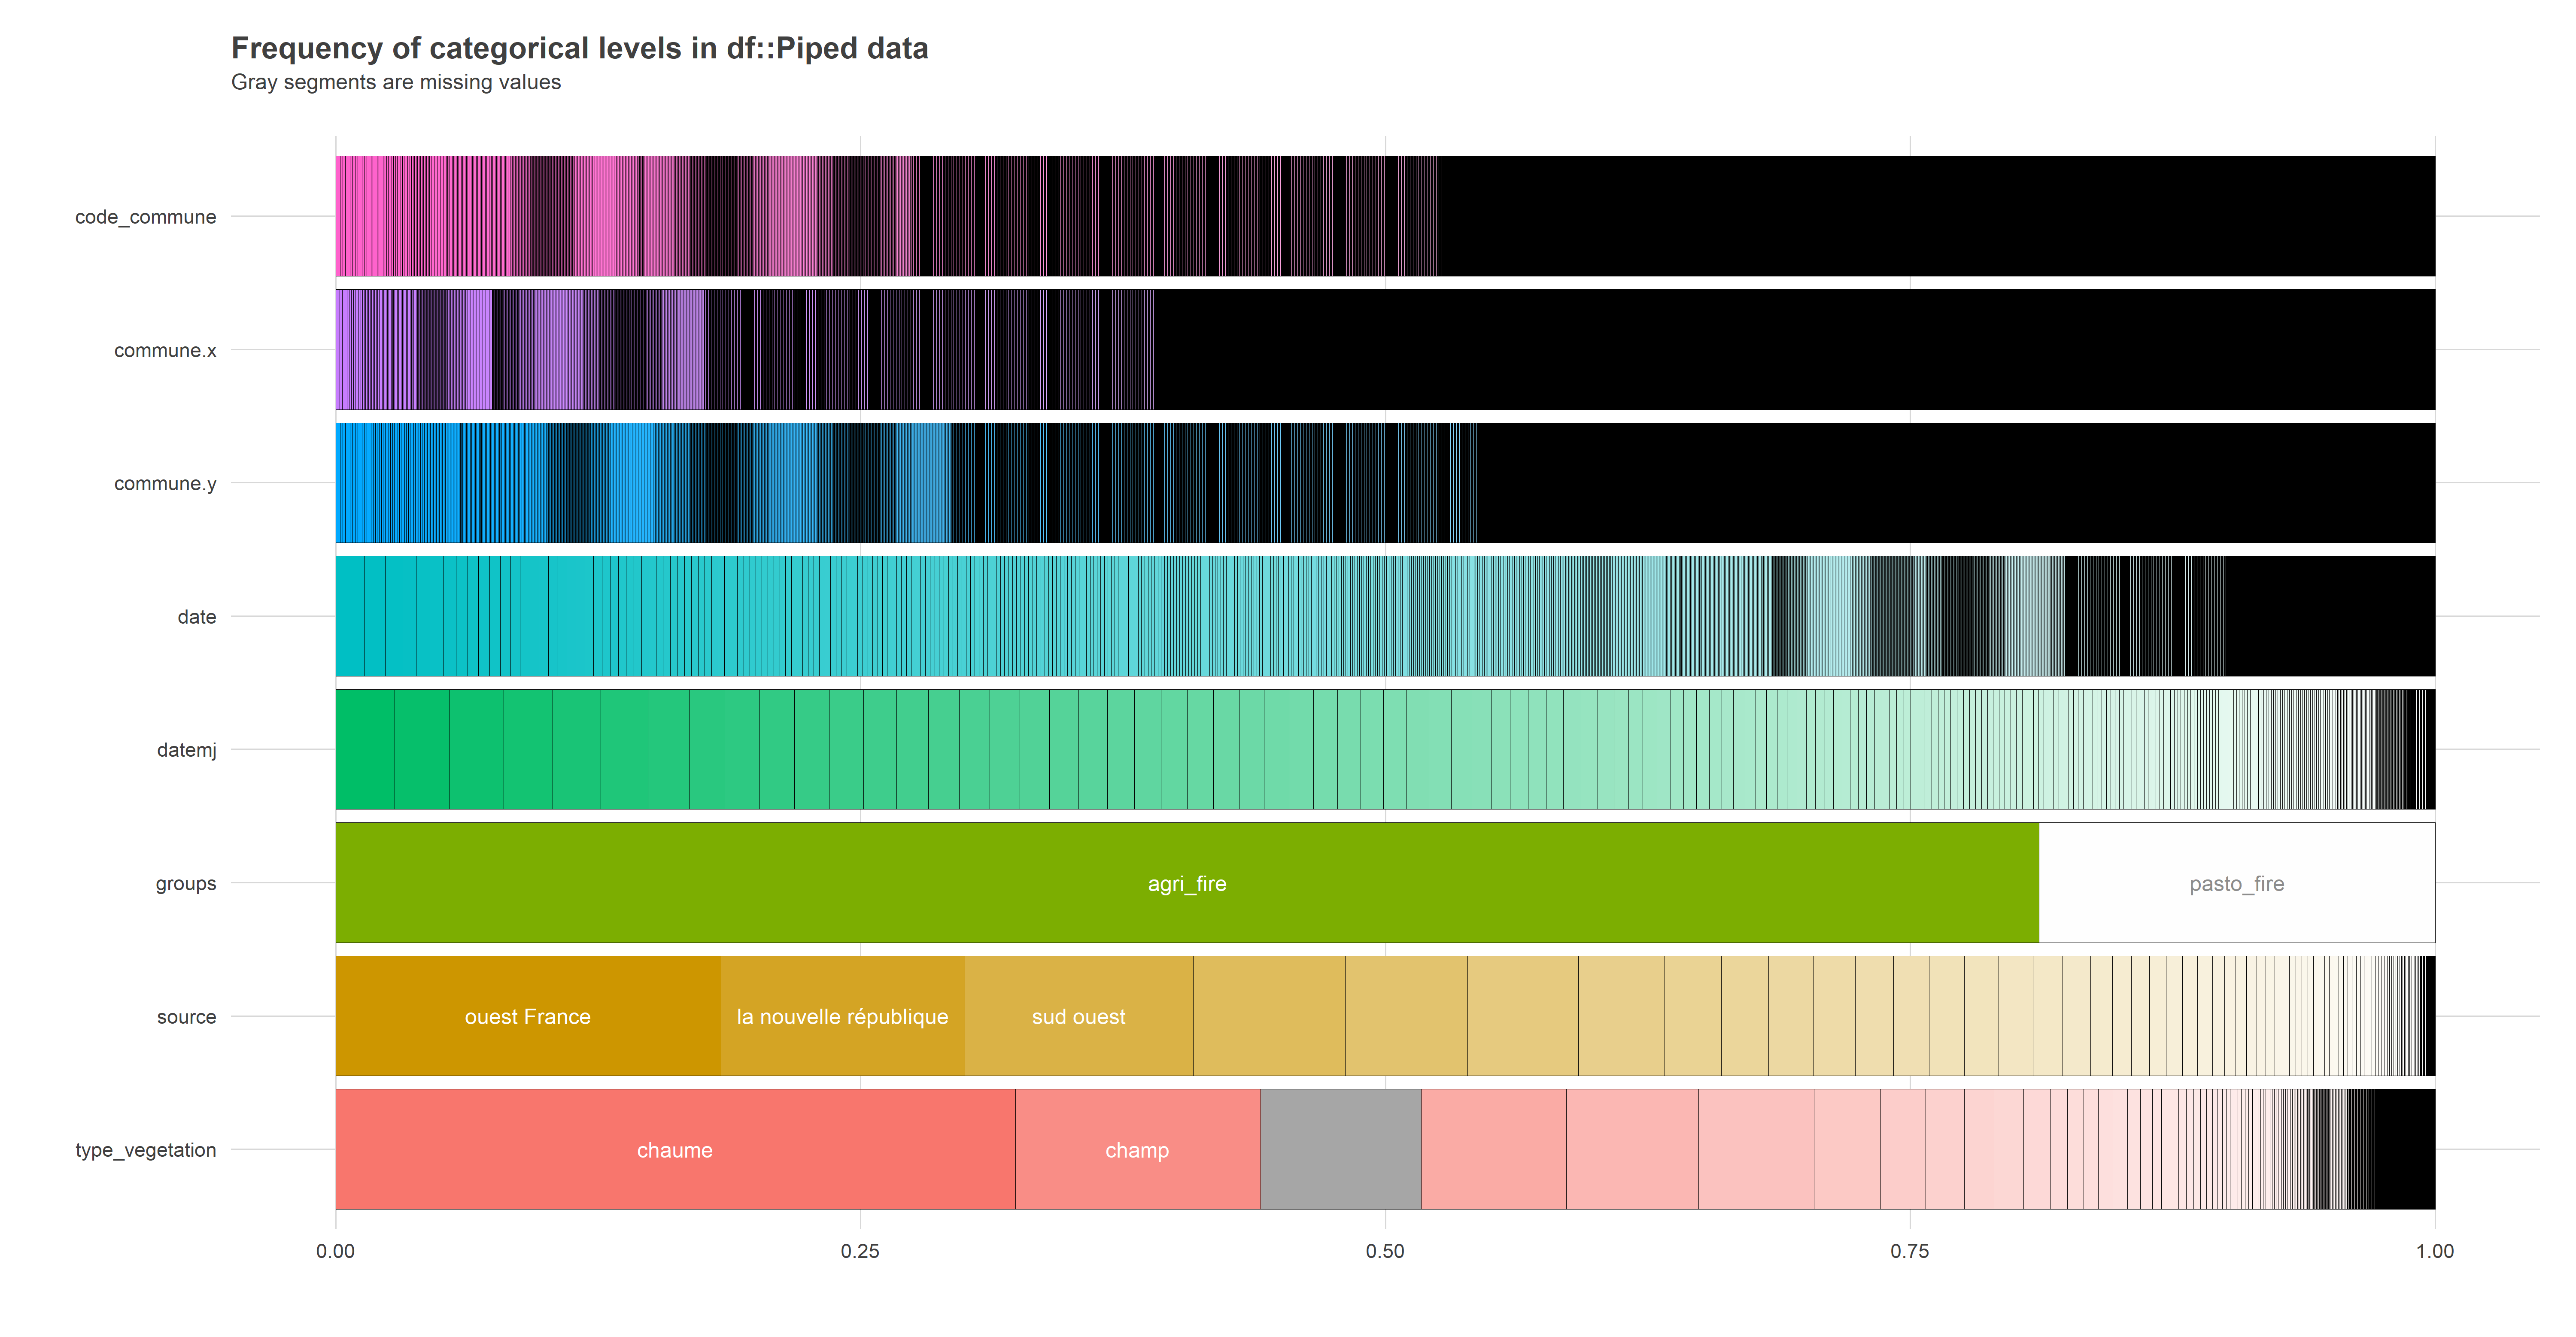 Frequency of categorical levels in df::Piped data
Gray segments are missing values
code_commune
commune.x
commune.y
date
datemj
groups
agri_fire
pasto_fire
source
ouest France
la nouvelle république
sud ouest
type_vegetation
chaume
champ
0.00
0.25
0.50
0.75
1.00